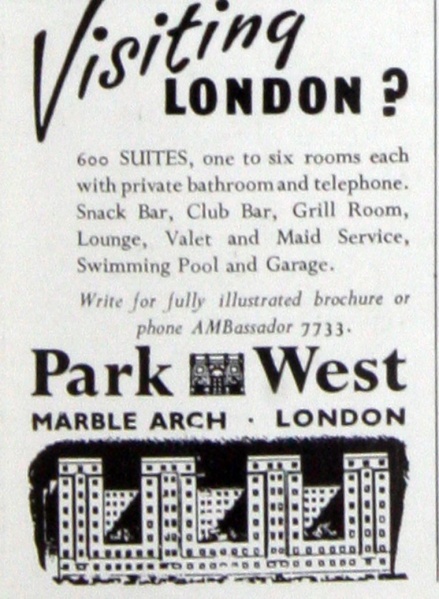 Visiting
LONDON ?
600 SUITES, one to six rooms each
with private bathroom and telephone.
Snack Bar, Club Bar, Grill Room,
Lounge, Valet and Maid Service,
Swimming Pool and Garage.
Write for fully illustrated brochure or
phone AMBassador 7733.
Park West
MARBLE ARCH · LONDON